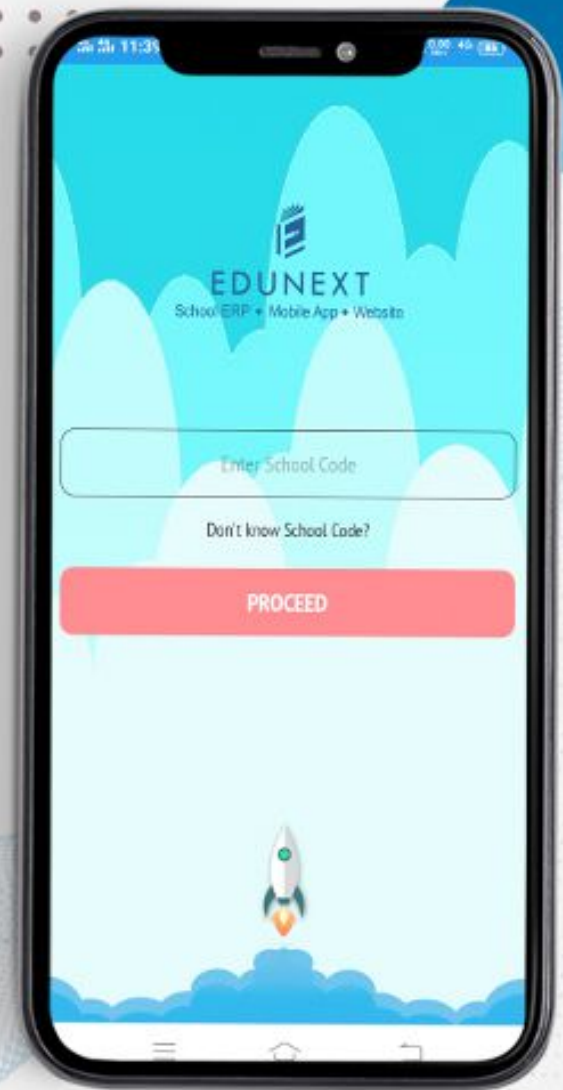 11:39
EDUNEXT
School ERP • Mobile App • Website
Enter School Code
Don't know School Code?
PROCEED